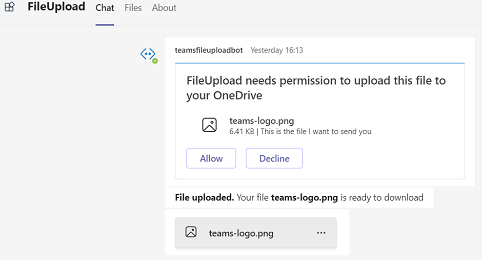 FileUpload Chat Files About
teamsfileuploadbot Yesterday 16:13
FileUpload needs permission to upload this file to
your OneDrive
teams-logo.png
6.41 KB | This is the file I want to send you
Allow Decline
File uploaded. Your file teams-logo.png is ready to download
teams-logo.png ...